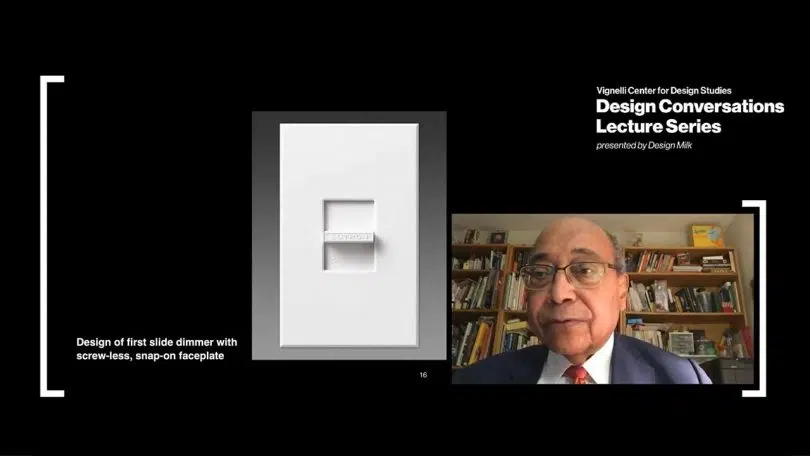 Vignelli Center for Design Studies
Design Conversations
Lecture Series
presented by Design Milk
LUTRON
Design of first slide dimmer with
screw-less, snap-on faceplate
16